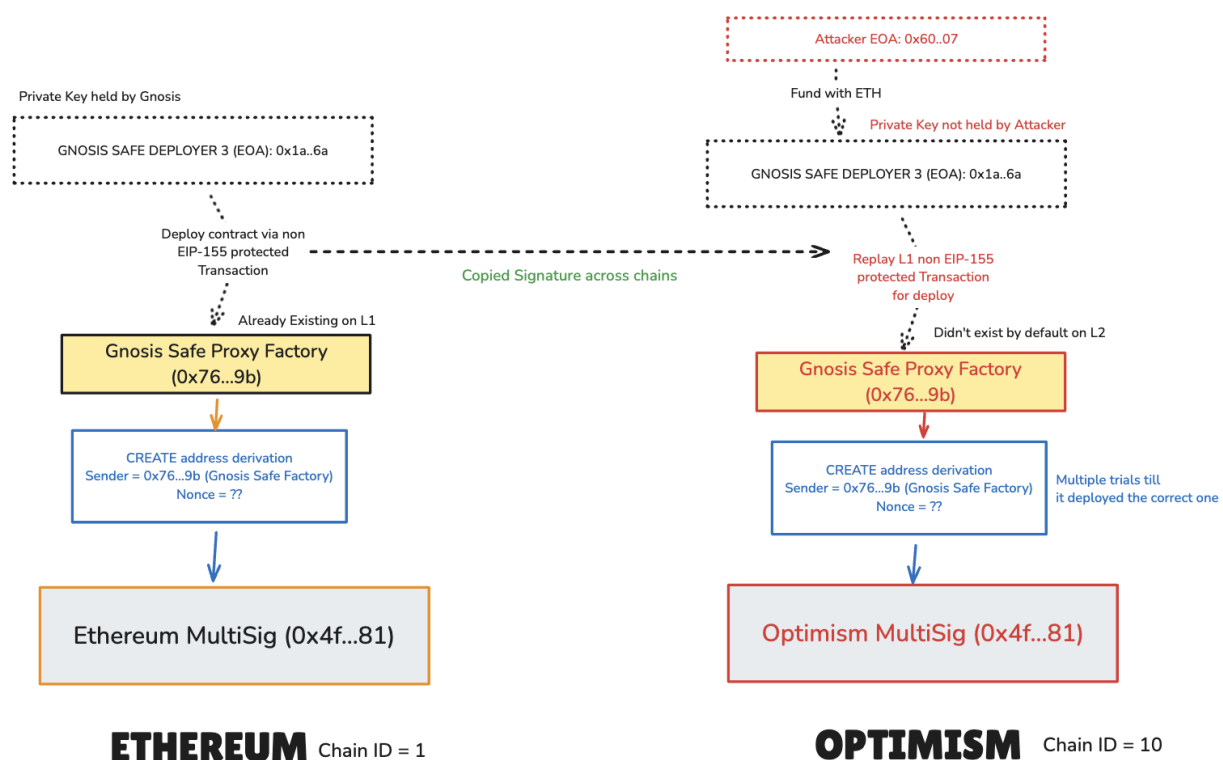 Private Key held by Gnosis
GNOSIS SAFE DEPLOYER 3 (EOA): 0x1a..6a
Deploy contract via non
EIP-155 protected
Transaction
Already Existing on L1
Gnosis Safe Proxy Factory
(0x76...9b)
CREATE address derivation
Sender = 0x76...9b (Gnosis Safe Factory)
Nonce = ??
Ethereum MultiSig (0x4f...81)
ETHEREUM
Chain ID = 1
Copied Signature across chains
Attacker EOA: 0x60..07
Fund with ETH
Private Key not held by Attacker
GNOSIS SAFE DEPLOYER 3 (EOA): 0x1a..6a
Replay L1 non EIP-155
protected Transaction
for deploy
Didn't exist by default on L2
Gnosis Safe Proxy Factory
(0x76...9b)
CREATE address derivation
Sender = 0x76...9b (Gnosis Safe Factory)
Nonce = ??
Multiple trials till
it deployed the correct one
Optimism MultiSig (0x4f...81)
OPTIMISM
Chain ID = 10